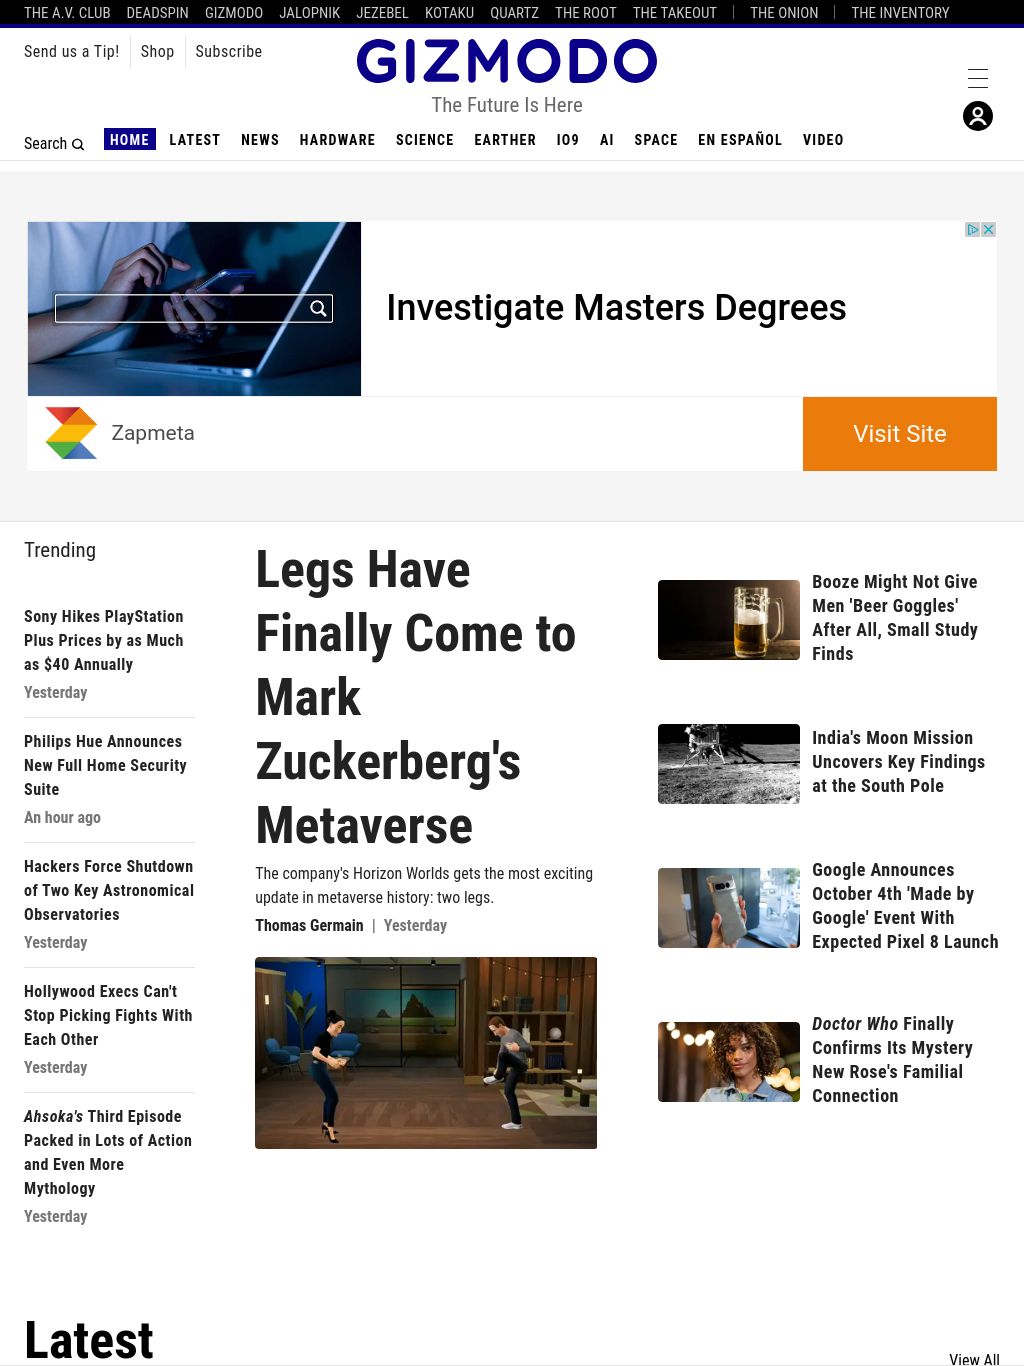 THE A.V. CLUB DEADSPIN GIZMODO JALOPNIK JEZEBEL KOTAKU QUARTZ THE ROOT THE TAKEOUT THE ONION THE INVENTORY
Send us a Tip! Shop Subscribe
GIZMODO
The Future Is Here
Search HOME LATEST NEWS HARDWARE SCIENCE EARTHER IO9 AI SPACE EN ESPAÑOL VIDEO
Investigate Masters Degrees
Zapmeta
Visit Site
Trending
Sony Hikes PlayStation
Plus Prices by as Much
as $40 Annually
Yesterday
Philips Hue Announces
New Full Home Security
Suite
An hour ago
Hackers Force Shutdown
of Two Key Astronomical
Observatories
Yesterday
Hollywood Execs Can't
Stop Picking Fights With
Each Other
Yesterday
Ahsoka's Third Episode
Packed in Lots of Action
and Even More
Mythology
Yesterday
Legs Have
Finally Come to
Mark
Zuckerberg's
Metaverse
The company's Horizon Worlds gets the most exciting
update in metaverse history: two legs.
Thomas Germain | Yesterday
Booze Might Not Give
Men 'Beer Goggles'
After All, Small Study
Finds
India's Moon Mission
Uncovers Key Findings
at the South Pole
Google Announces
October 4th 'Made by
Google' Event With
Expected Pixel 8 Launch
Doctor Who Finally
Confirms Its Mystery
New Rose's Familial
Connection
Latest
View All